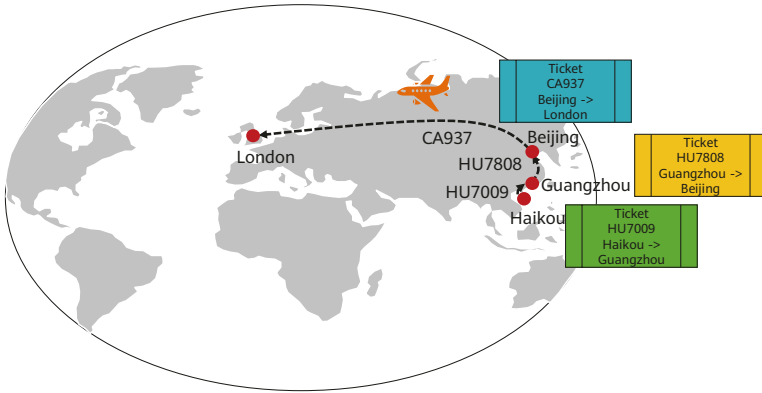 Ticket
CA937
Beijing ->
London
CA937
Beijing
London
HU7808
Ticket
HU7808
Guangzhou ->
Beijing
HU7009
Guangzhou
Haikou
Ticket
HU7009
Haikou ->
Guangzhou